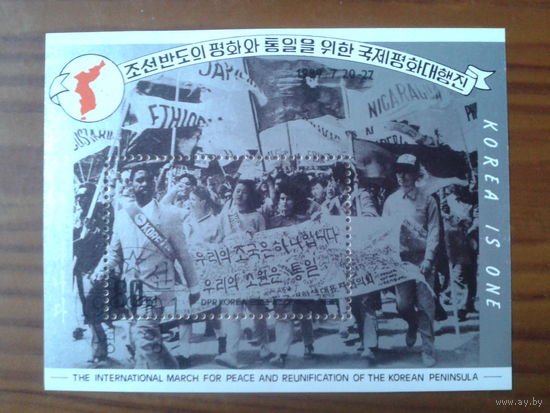 조선반도의 평화와 통일을 위한 국제평화대행진
1989.7.20-27
JAP
NICARAGUA
ETHIOP
KOREA IS ONE
우리의 조국은 하나입니다
우리의 소원은 통일
80
DPR KOREA
THE INTERNATIONAL MARCH FOR PEACE AND REUNIFICATION OF THE KOREAN PENINSULA
www.ay.by